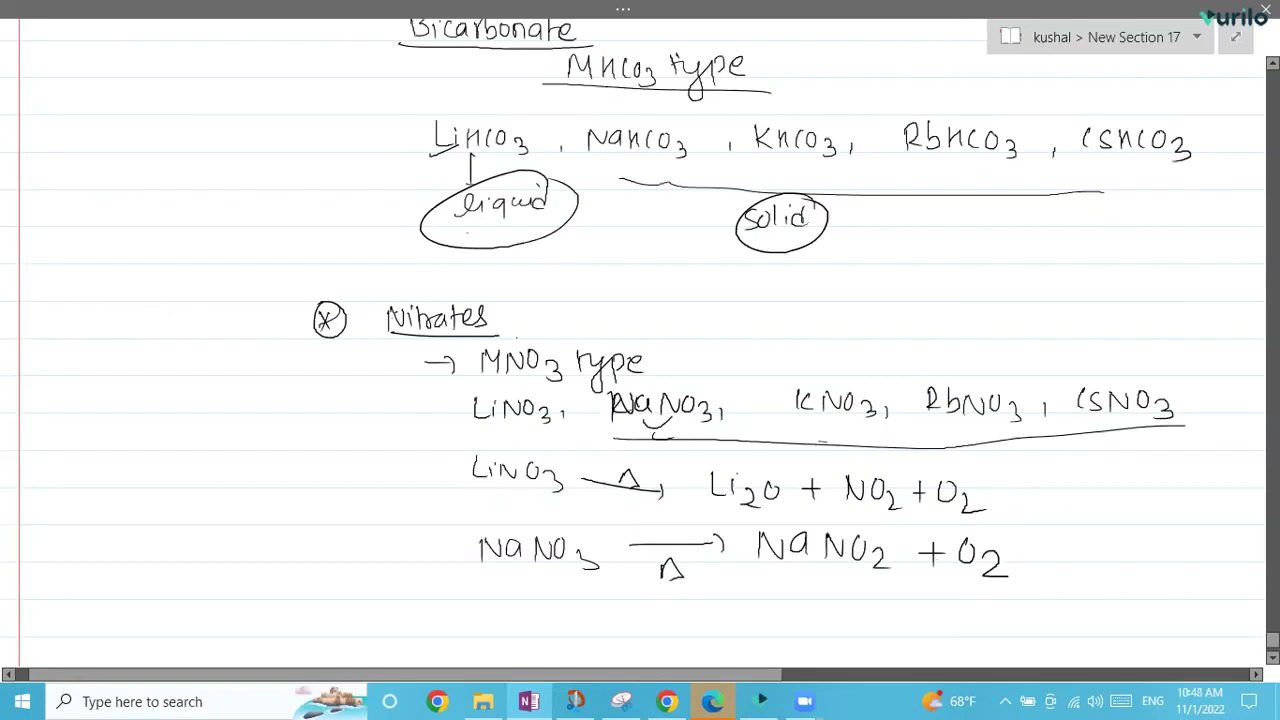 ...
Vurilo
kushal > New Section 17
Bicarbonate
MHCO3 type
LiHCO3 , NaHCO3 , KHCO3, RbHCO3 , CsHCO3
liquid
solid
* Nitrates
→ MNO3 type
LiNO3, NaNO3, KNO3, RbNO3, CsNO3
LiNO3 Δ→ Li2O + NO2 + O2
NaNO3 →Δ NaNO2 + O2
Type here to search
68°F
ENG
10:48 AM
11/1/2022